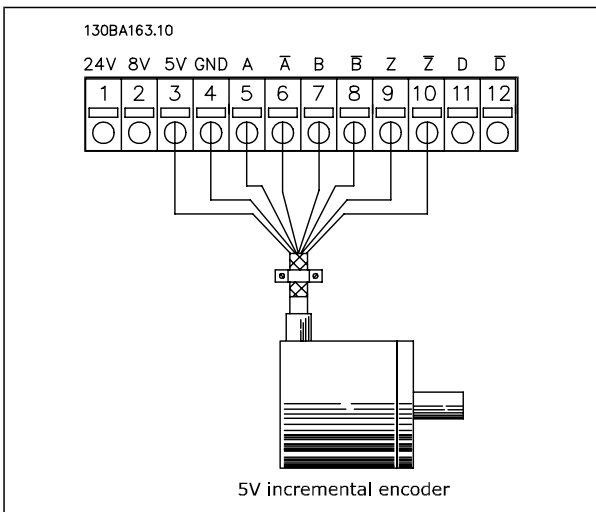 130BA163.10
24V 8V 5V GND A A̅ B B̅ Z Z̅ D D̅
1 2 3 4 5 6 7 8 9 10 11 12
5V incremental encoder